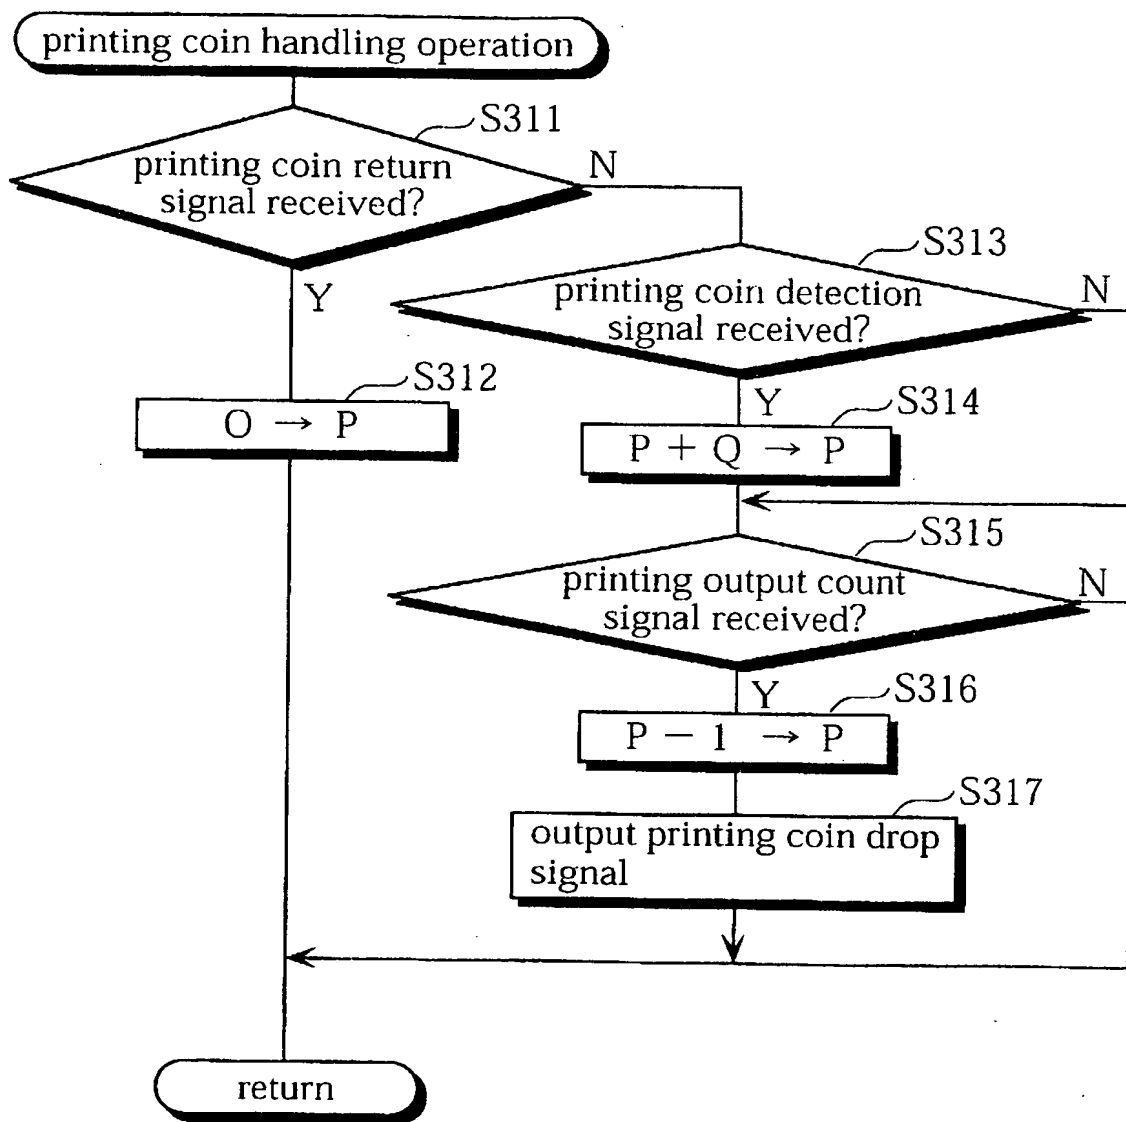 printing coin handling operation
S311
printing coin return
signal received?
N
Y
S312
O → P
S313
printing coin detection
signal received?
N
Y
S314
P + Q → P
S315
printing output count
signal received?
N
Y
S316
P − 1 → P
S317
output printing coin drop
signal
return